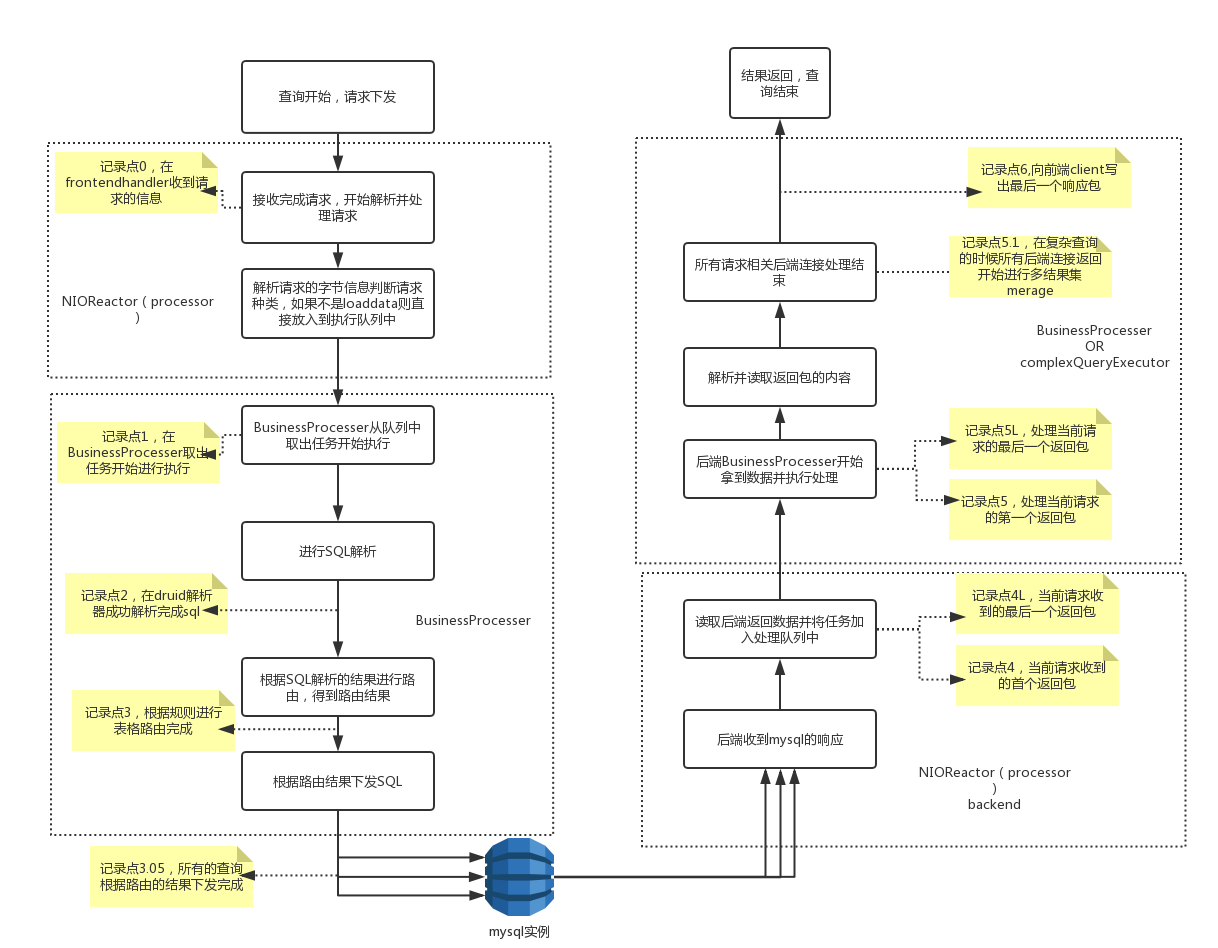 查询开始，请求下发
记录点0，在
frontendhandler收到请
求的信息
接收完成请求，开始解析并处
理请求
解析请求的字节信息判断请求
种类，如果不是loaddata则直
接放入到执行队列中
NIOReactor（processor
）
记录点1，在
BusinessProcesser取出
任务开始进行执行
BusinessProcesser从队列中
取出任务开始执行
进行SQL解析
记录点2，在druid解析
器成功解析完成sql
BusinessProcesser
根据SQL解析的结果进行路
由，得到路由结果
记录点3，根据规则进行
表格路由完成
根据路由结果下发SQL
记录点3.05，所有的查询
根据路由的结果下发完成
mysql实例
结果返回，查
询结束
记录点6,向前端client写
出最后一个响应包
所有请求相关后端连接处理结
束
记录点5.1，在复杂查询
的时候所有后端连接返回
开始进行多结果集
merage
BusinessProcesser
OR
complexQueryExecutor
解析并读取返回包的内容
后端BusinessProcesser开始
拿到数据并执行处理
记录点5L，处理当前请
求的最后一个返回包
记录点5，处理当前请求
的第一个返回包
读取后端返回数据并将任务加
入处理队列中
记录点4L，当前请求收
到的最后一个返回包
记录点4，当前请求收到
的首个返回包
后端收到mysql的响应
NIOReactor（processor
）
backend